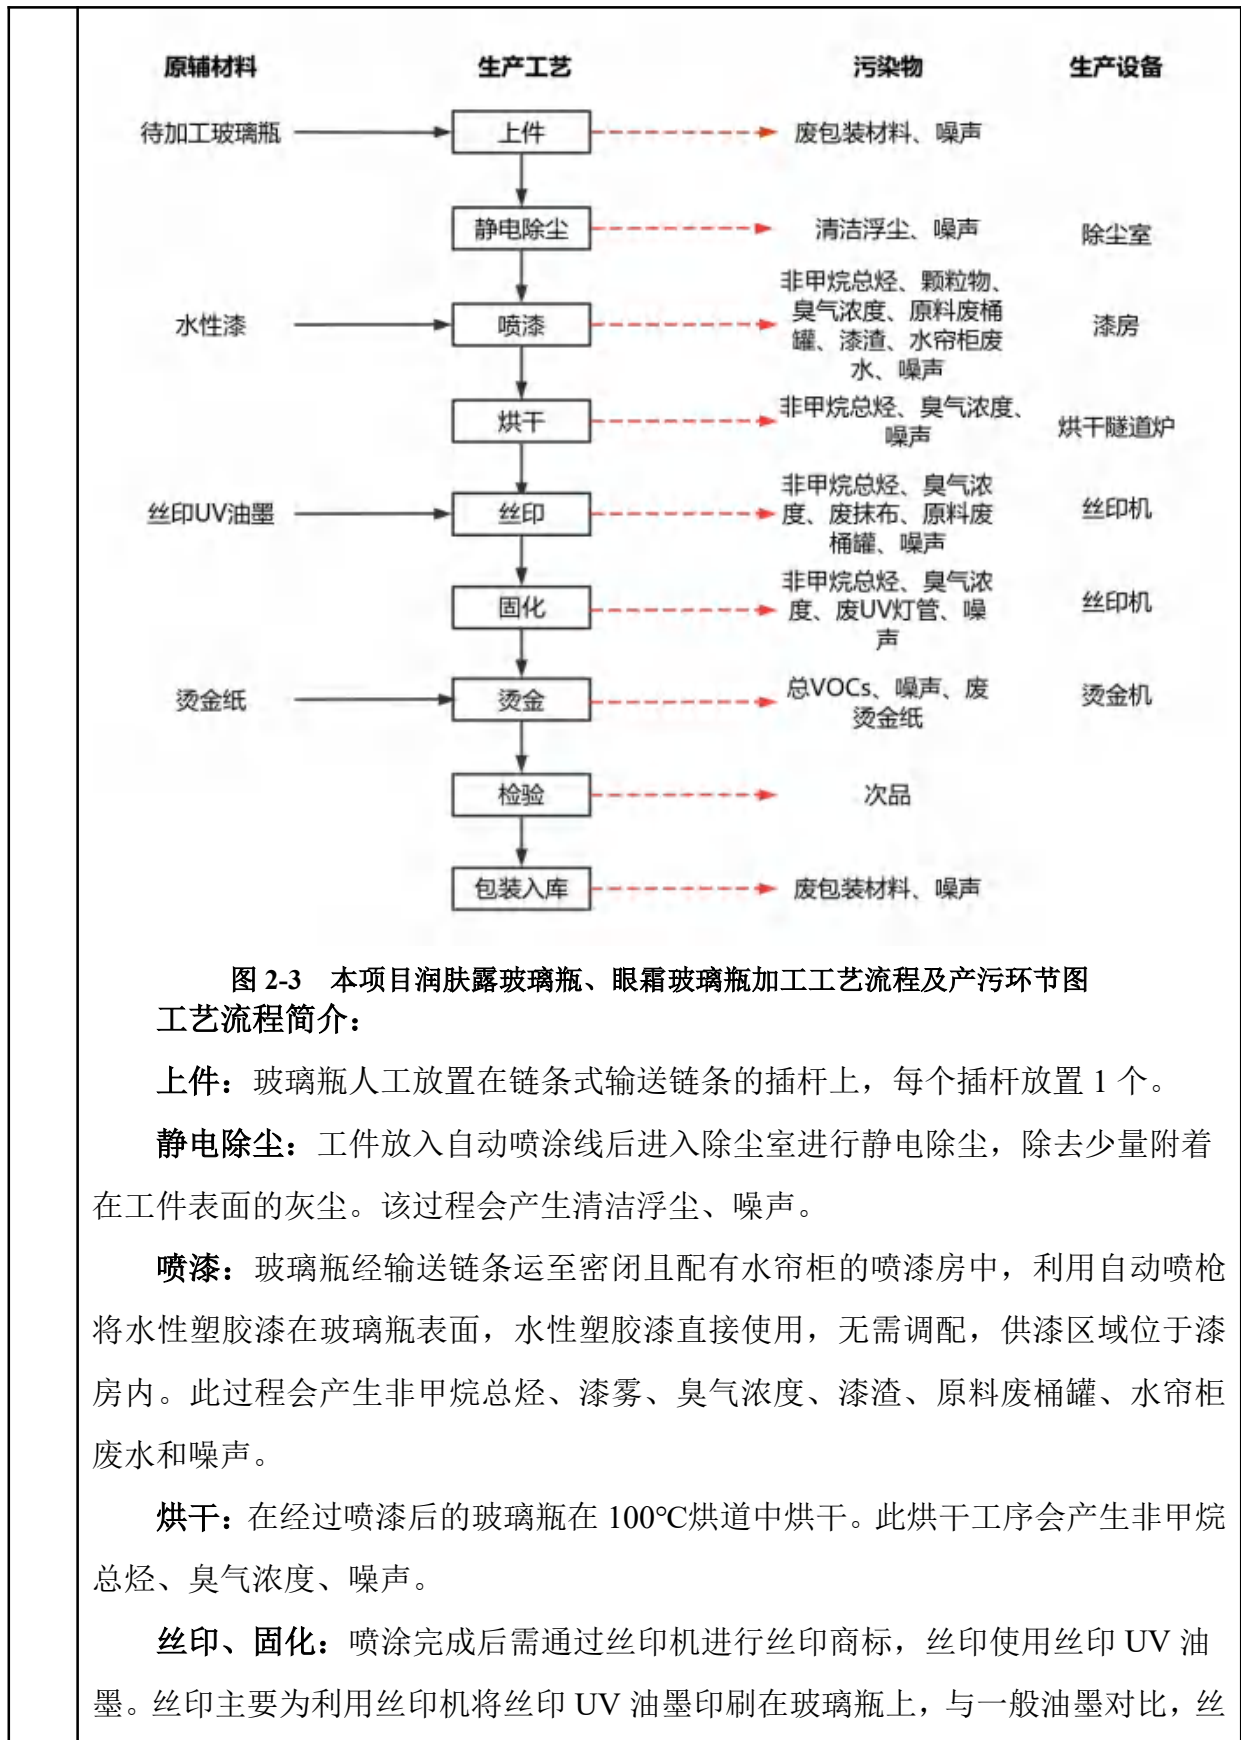 原辅材料 生产工艺 污染物 生产设备
待加工玻璃瓶 上件 废包装材料、噪声
静电除尘 清洁浮尘、噪声 除尘室
水性漆 喷漆 非甲烷总烃、颗粒物、
臭气浓度、原料废桶
罐、漆渣、水帘柜废
水、噪声 漆房
烘干 非甲烷总烃、臭气浓度、
噪声 烘干隧道炉
丝印UV油墨 丝印 非甲烷总烃、臭气浓
度、废抹布、原料废
桶罐、噪声 丝印机
固化 非甲烷总烃、臭气浓
度、废UV灯管、噪
声 丝印机
烫金纸 烫金 总VOCs、噪声、废
烫金纸 烫金机
检验 次品
包装入库 废包装材料、噪声
图 2-3 本项目润肤露玻璃瓶、眼霜玻璃瓶加工工艺流程及产污环节图
工艺流程简介：
上件：玻璃瓶人工放置在链条式输送链条的插杆上，每个插杆放置 1 个。
静电除尘：工件放入自动喷涂线后进入除尘室进行静电除尘，除去少量附着
在工件表面的灰尘。该过程会产生清洁浮尘、噪声。
喷漆：玻璃瓶经输送链条运至密闭且配有水帘柜的喷漆房中，利用自动喷枪
将水性塑胶漆在玻璃瓶表面，水性塑胶漆直接使用，无需调配，供漆区域位于漆
房内。此过程会产生非甲烷总烃、漆雾、臭气浓度、漆渣、原料废桶罐、水帘柜
废水和噪声。
烘干：在经过喷漆后的玻璃瓶在 100℃烘道中烘干。此烘干工序会产生非甲烷
总烃、臭气浓度、噪声。
丝印、固化：喷涂完成后需通过丝印机进行丝印商标，丝印使用丝印 UV 油
墨。丝印主要为利用丝印机将丝印 UV 油墨印刷在玻璃瓶上，与一般油墨对比，丝